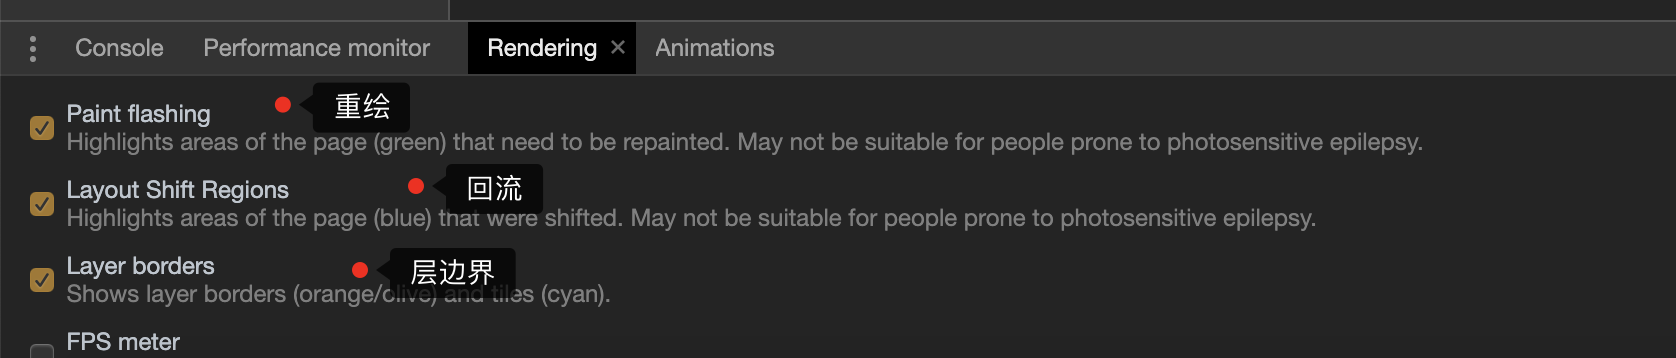 Console Performance monitor Rendering × Animations
Paint flashing 重绘
Highlights areas of the page (green) that need to be repainted. May not be suitable for people prone to photosensitive epilepsy.
Layout Shift Regions 回流
Highlights areas of the page (blue) that were shifted. May not be suitable for people prone to photosensitive epilepsy.
Layer borders 层边界
Shows layer borders (orange/olive) and tiles (cyan).
FPS meter